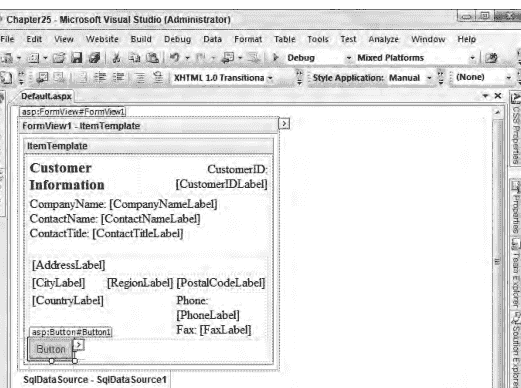 Chapter25 - Microsoft Visual Studio (Administrator)
File Edit View Website Build Debug Data Format Table Tools Test Analyze Window Help
Debug Mixed Platforms
XHTML 1.0 Transitiona Style Application: Manual (None)
Default.aspx
asp:FormView#FormView1
FormView1 - ItemTemplate
ItemTemplate
Customer Information
CustomerID: [CustomerIDLabel]
CompanyName: [CompanyNameLabel]
ContactName: [ContactNameLabel]
ContactTitle: [ContactTitleLabel]
[AddressLabel]
[CityLabel] [RegionLabel] [PostalCodeLabel]
[CountryLabel] Phone:
[PhoneLabel]
Fax: [FaxLabel]
asp:Button#Button1
Button
SqlDataSource - SqlDataSource1
CSS Properties
Properties
Team Explorer
Solution Explorer